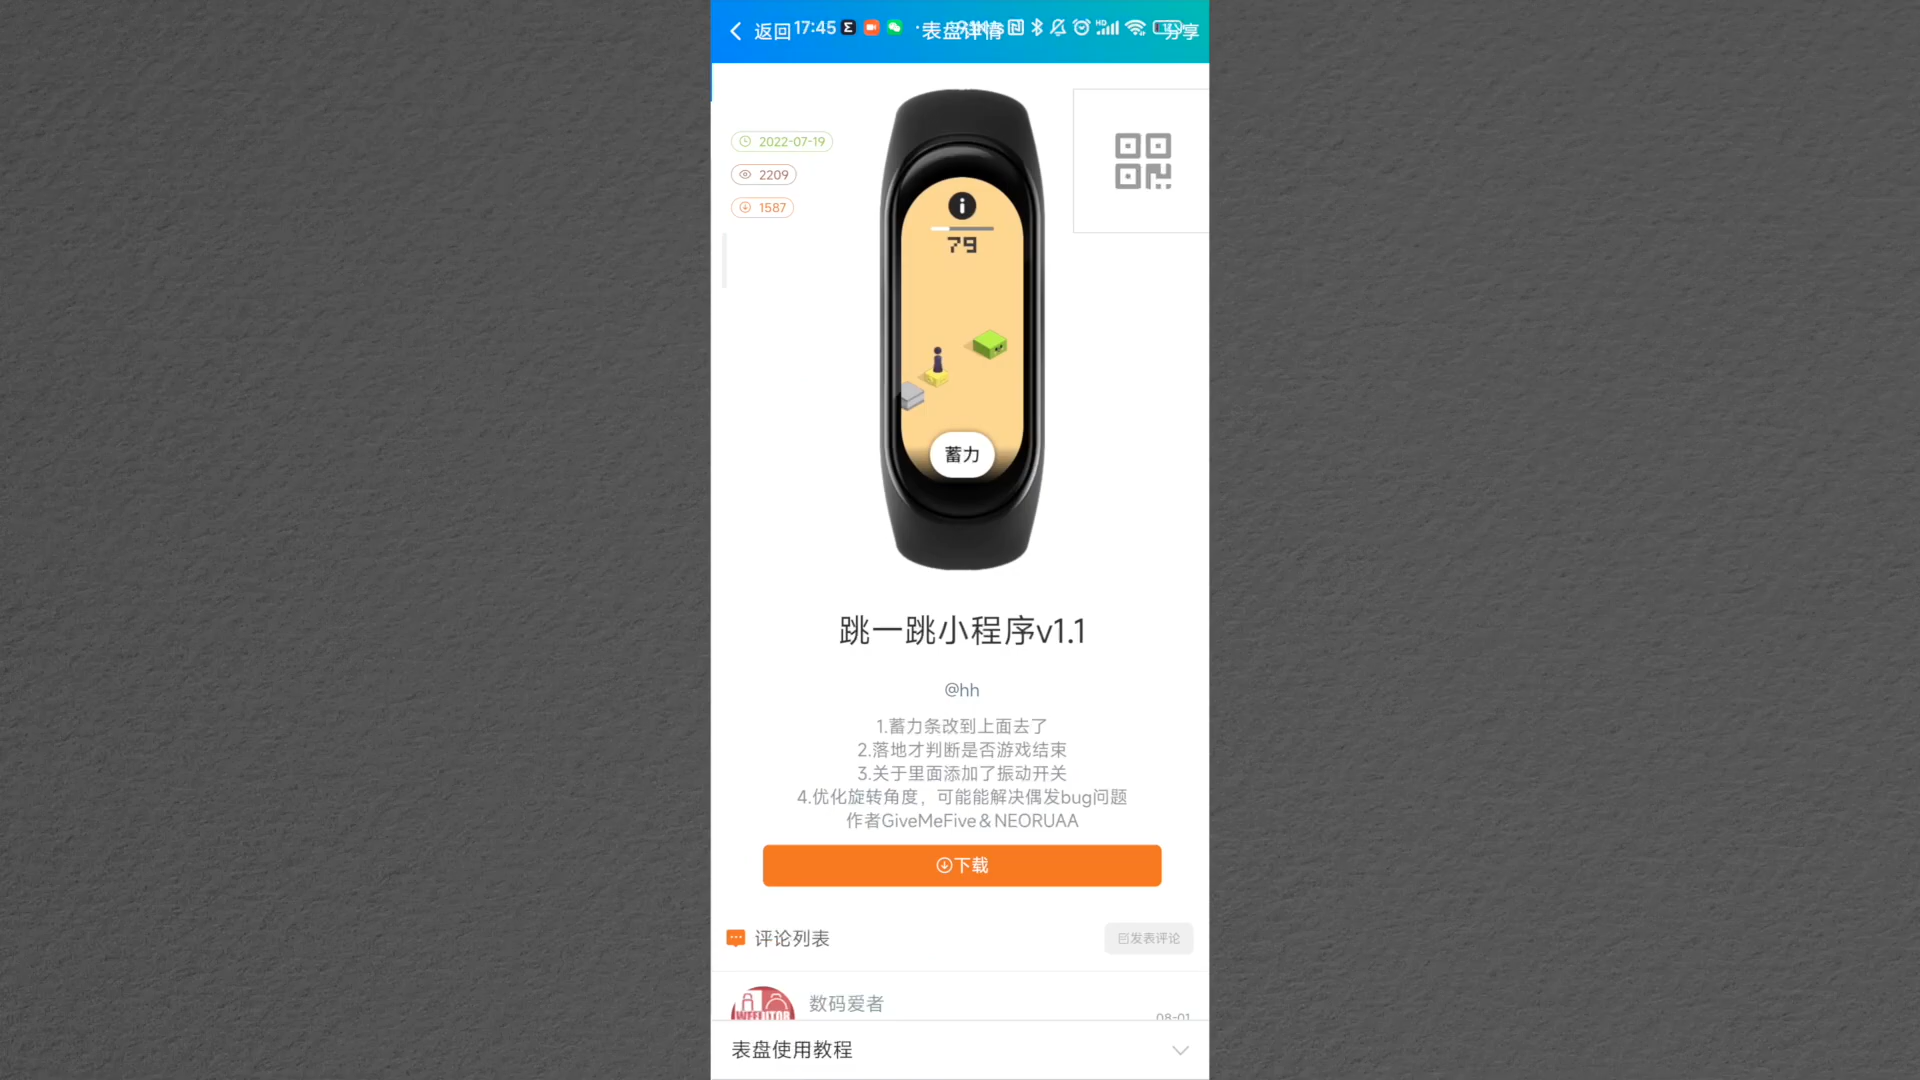 返回
17:45
表盘详情
分享
2022-07-19
2209
1587
79
蓄力
跳一跳小程序v1.1
@hh
1.蓄力条改到上面去了
2.落地才判断是否游戏结束
3.关于里面添加了振动开关
4.优化旋转角度，可能能解决偶发bug问题
作者GiveMeFive＆NEORUAA
下载
评论列表
发表评论
数码爱者
08-01
表盘使用教程